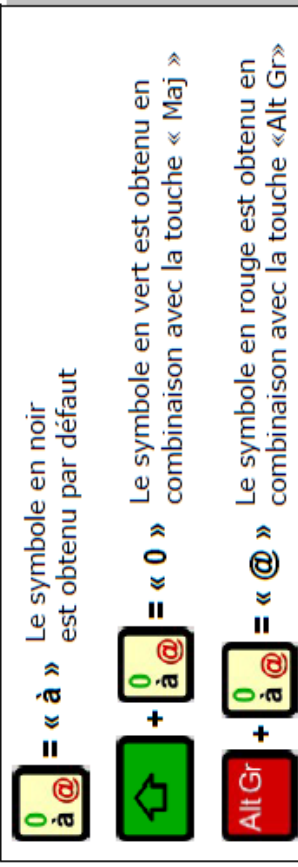 0
à @ = « à » Le symbole en noir
est obtenu par défaut
+ 0
à @ = « 0 » Le symbole en vert est obtenu en
combinaison avec la touche « Maj »
Alt Gr + 0
à @ = « @ » Le symbole en rouge est obtenu en
combinaison avec la touche «Alt Gr»